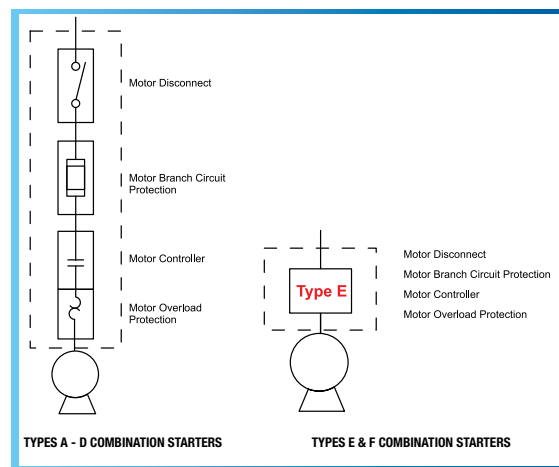 Motor Disconnect
Motor Branch Circuit
Protection
Motor Controller
Motor Overload
Protection
TYPES A - D COMBINATION STARTERS
Type E
Motor Disconnect
Motor Branch Circuit Protection
Motor Controller
Motor Overload Protection
TYPES E & F COMBINATION STARTERS